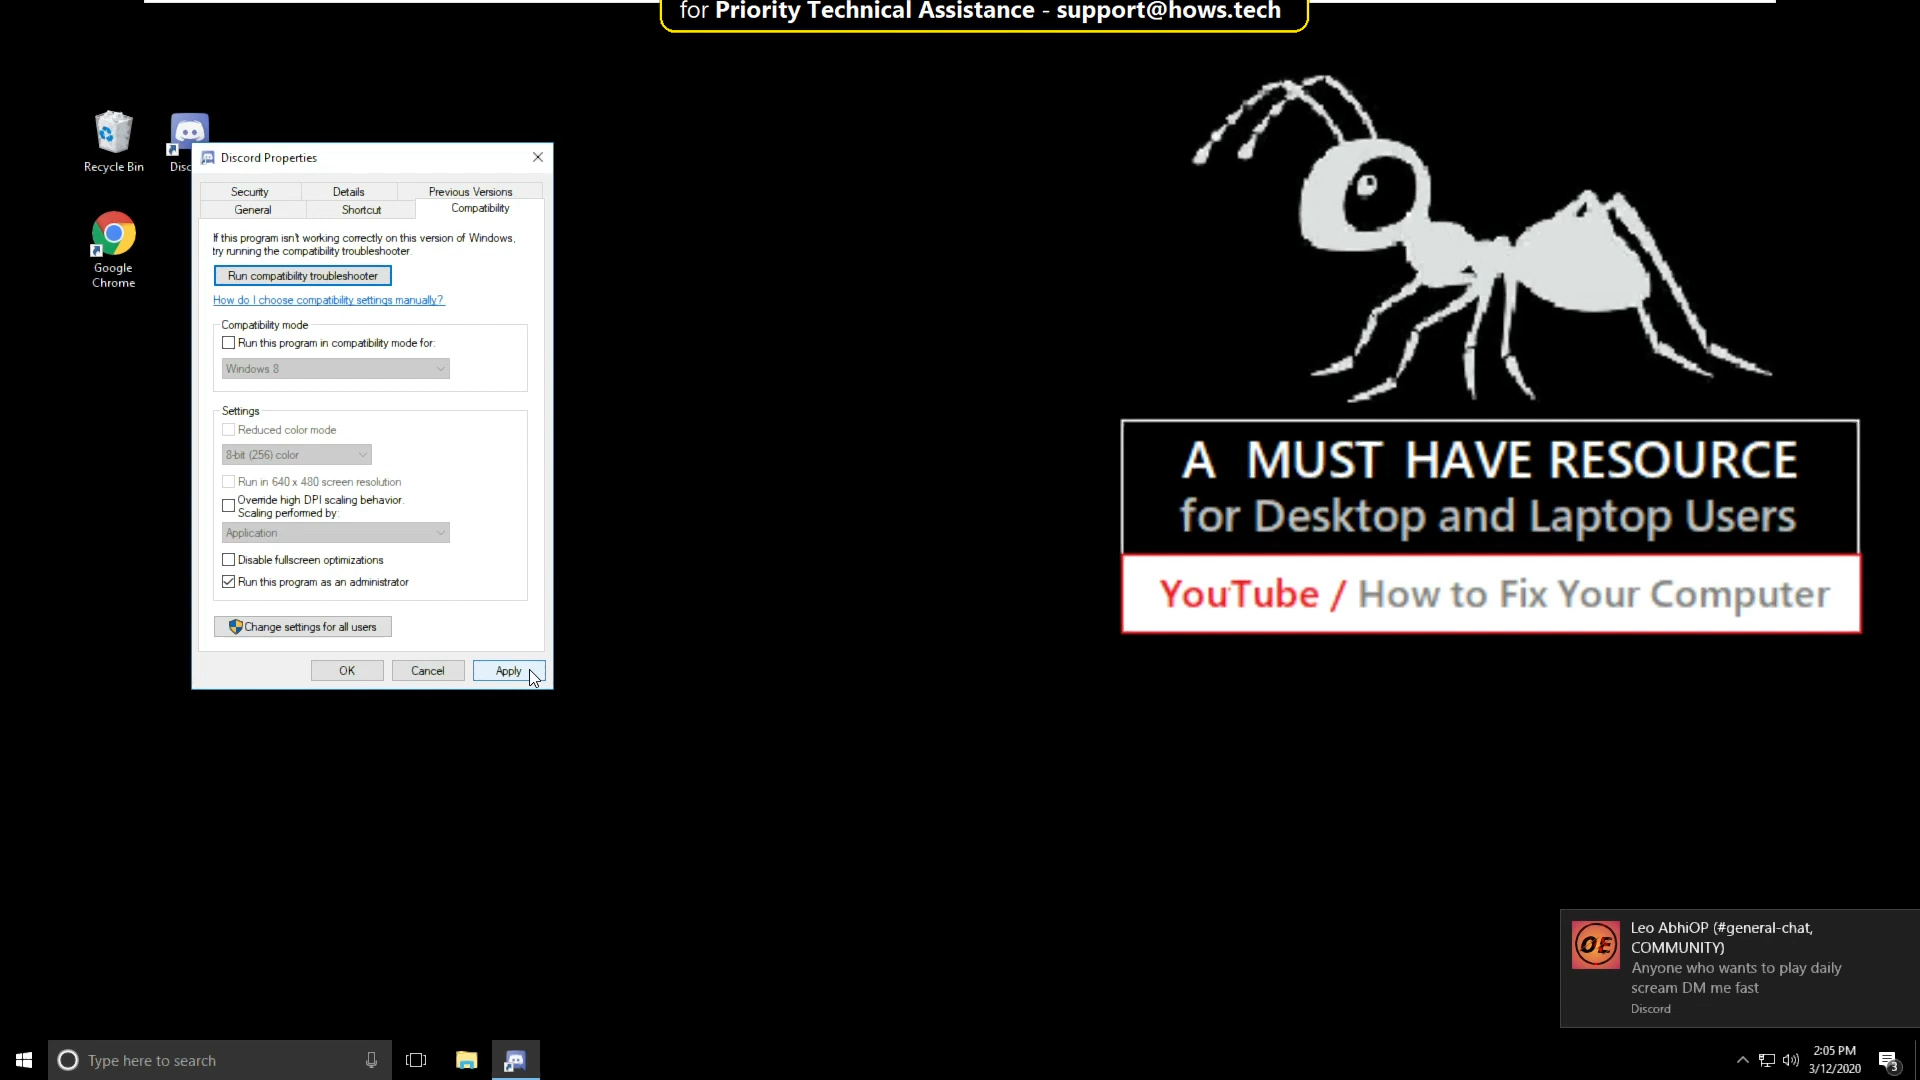 for Priority Technical Assistance - support@hows.tech
Recycle Bin
Google
Chrome
Discord Properties
Security
Details
Previous Versions
General
Shortcut
Compatibility
If this program isn't working correctly on this version of Windows,
try running the compatibility troubleshooter.
Run compatibility troubleshooter
How do I choose compatibility settings manually?
Compatibility mode
Run this program in compatibility mode for:
Windows 8
Settings
Reduced color mode
8-bit (256) color
Run in 640 x 480 screen resolution
Override high DPI scaling behavior.
Scaling performed by:
Application
Disable fullscreen optimizations
Run this program as an administrator
Change settings for all users
OK
Cancel
Apply
A MUST HAVE RESOURCE
for Desktop and Laptop Users
YouTube / How to Fix Your Computer
OE
Leo AbhiOP (#general-chat,
COMMUNITY)
Anyone who wants to play daily
scream DM me fast
Discord
Type here to search
2:05 PM
3/12/2020
3